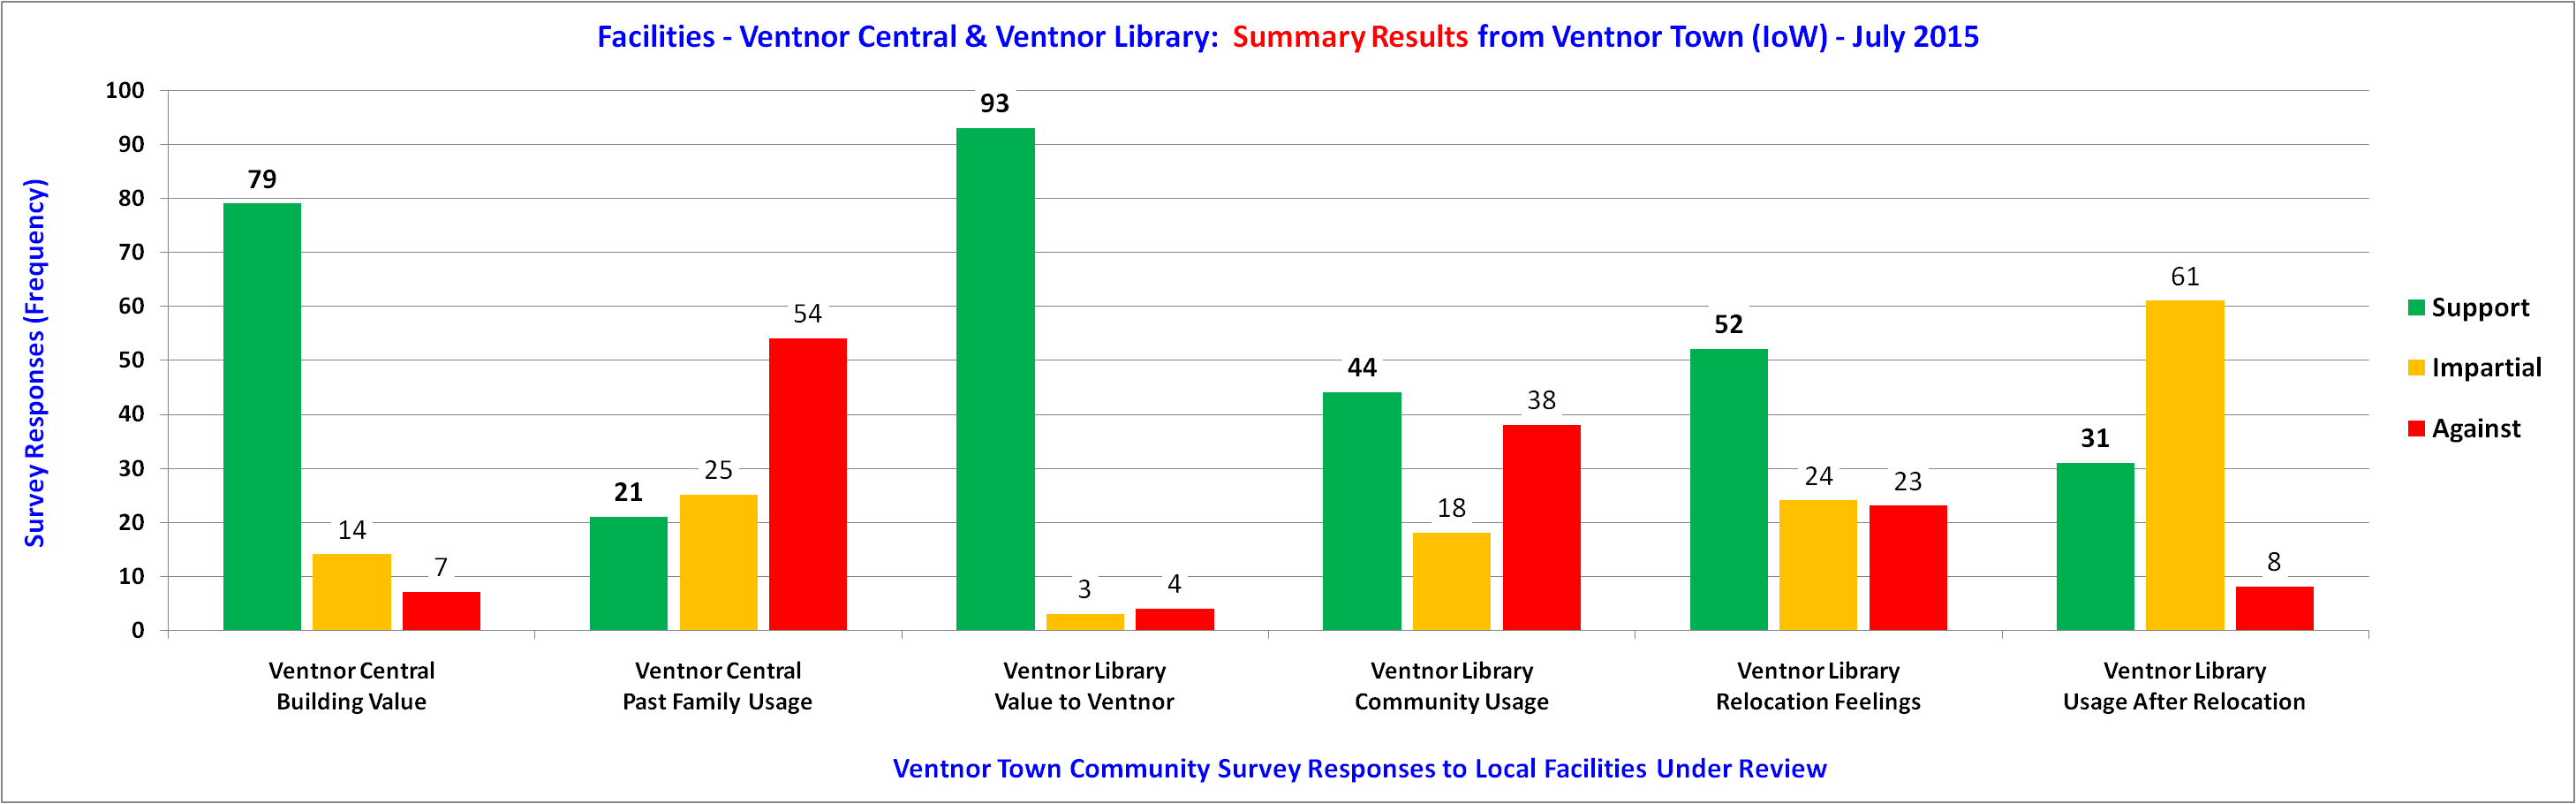 Facilities - Ventnor Central & Ventnor Library: Summary Results from Ventnor Town (IoW) - July 2015
Survey Responses (Frequency)
100
90
80
70
60
50
40
30
20
10
0
79
14
7
21
25
54
93
3
4
44
18
38
52
24
23
31
61
8
Support
Impartial
Against
Ventnor Central
Building Value
Ventnor Central
Past Family Usage
Ventnor Library
Value to Ventnor
Ventnor Library
Community Usage
Ventnor Library
Relocation Feelings
Ventnor Library
Usage After Relocation
Ventnor Town Community Survey Responses to Local Facilities Under Review